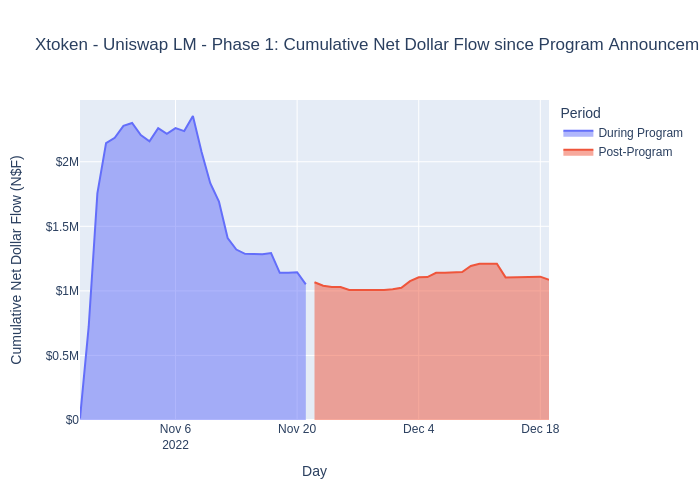 Xtoken - Uniswap LM - Phase 1: Cumulative Net Dollar Flow since Program Announcem
Period
During Program
Post-Program
Cumulative Net Dollar Flow (N$F)
$2M
$1.5M
$1M
$0.5M
$0
Nov 6
2022
Nov 20
Dec 4
Dec 18
Day